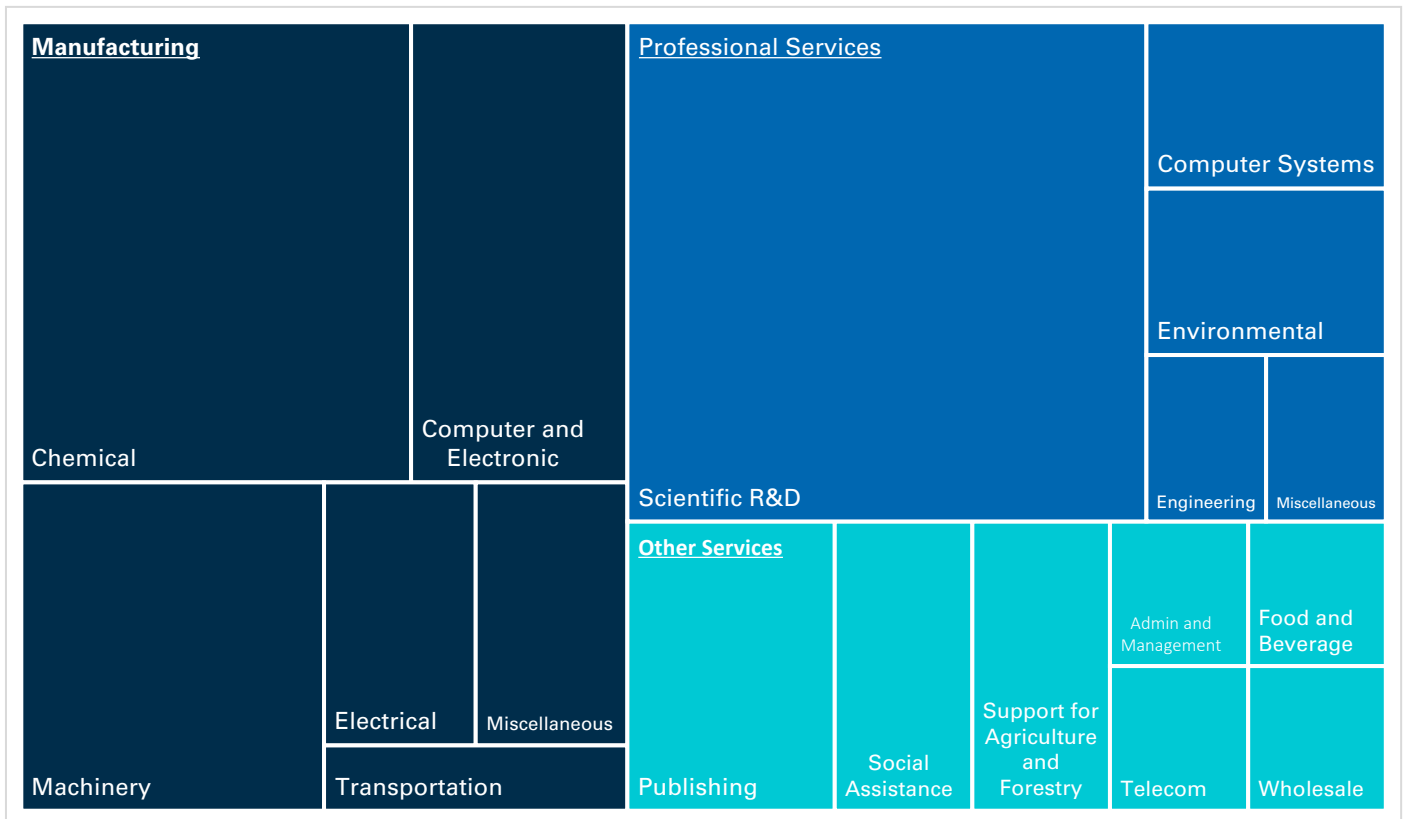 Manufacturing
Chemical
Computer and
Electronic
Machinery
Electrical
Miscellaneous
Transportation
Professional Services
Scientific R&D
Computer Systems
Environmental
Engineering
Miscellaneous
Other Services
Publishing
Social
Assistance
Support for
Agriculture
and
Forestry
Admin and
Management
Food and
Beverage
Telecom
Wholesale